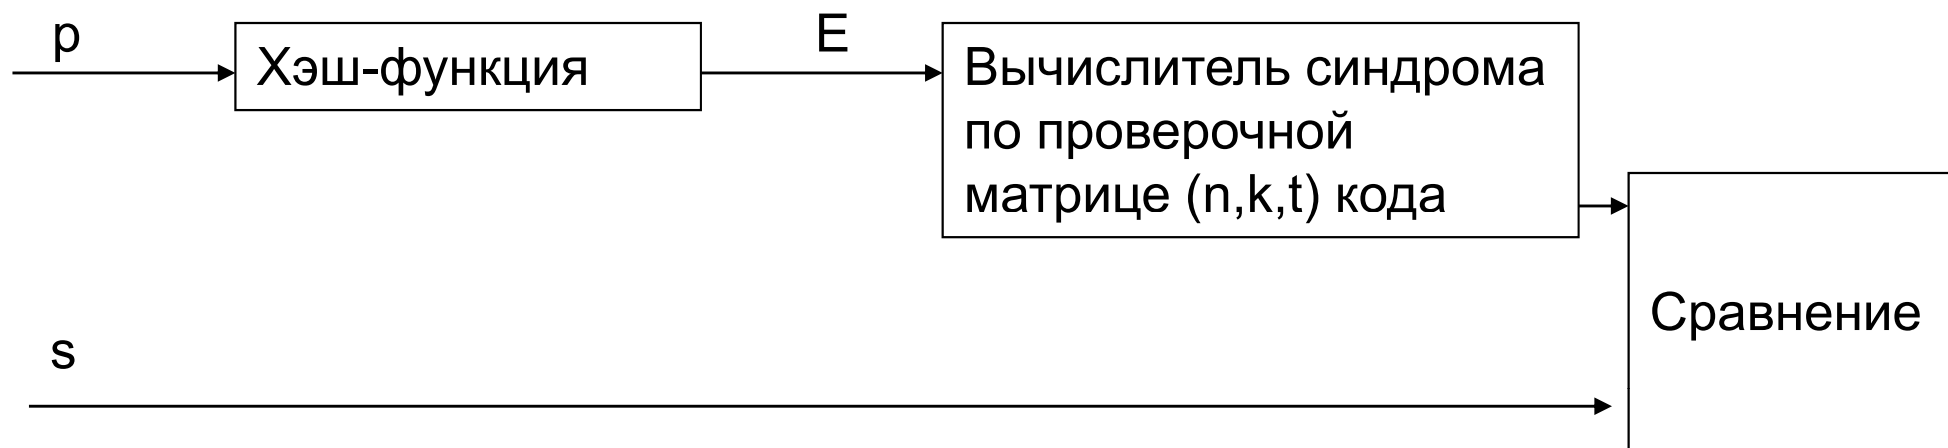 p
Хэш-функция
E
Вычислитель синдрома
по проверочной
матрице (n,k,t) кода
Сравнение
s